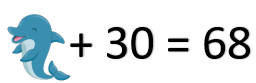 + 30 = 68